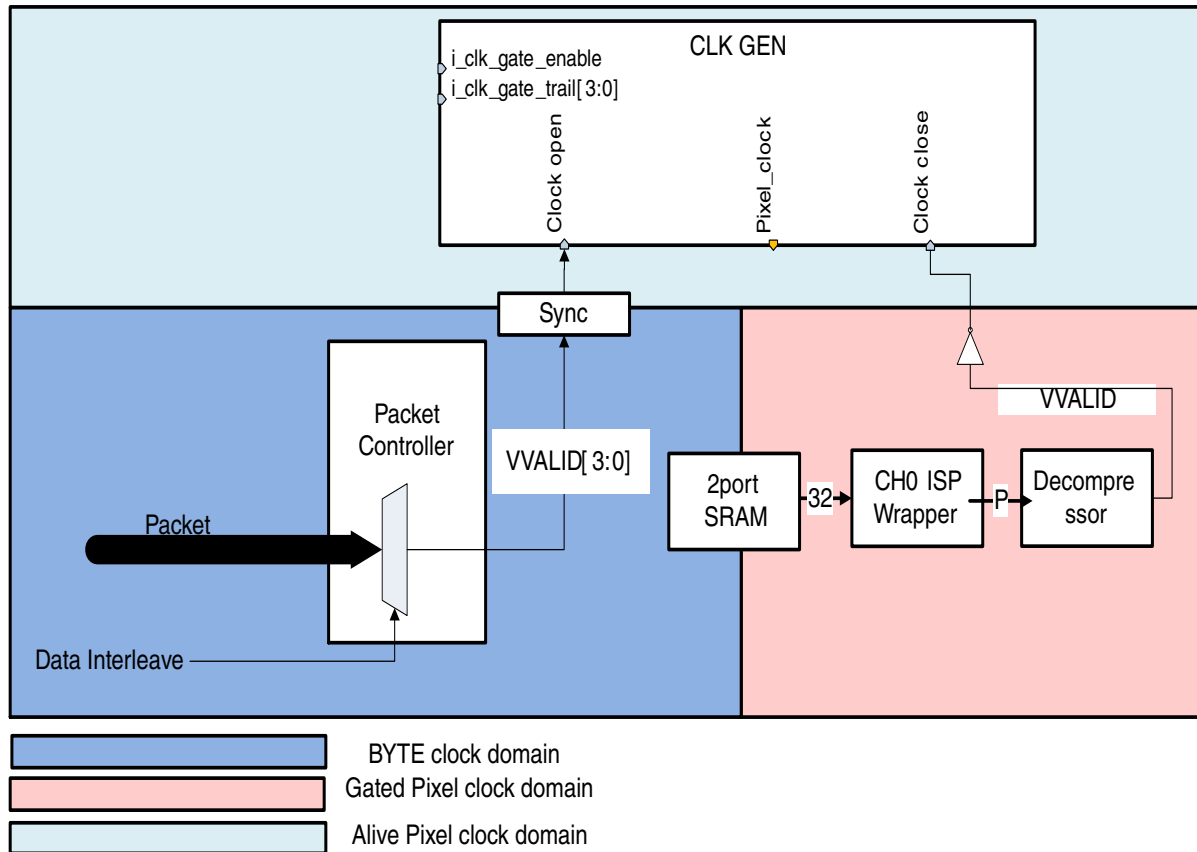 CLK GEN
i_clk_gate_enable
i_clk_gate_trail[ 3:0]
Clock open
Pixel_clock
Clock close
Sync
Packet
Controller
VVALID[ 3:0]
VVALID
2port
SRAM
32
CH0 ISP
Wrapper
P
Decompre
ssor
Packet
Data Interleave
BYTE clock domain
Gated Pixel clock domain
Alive Pixel clock domain